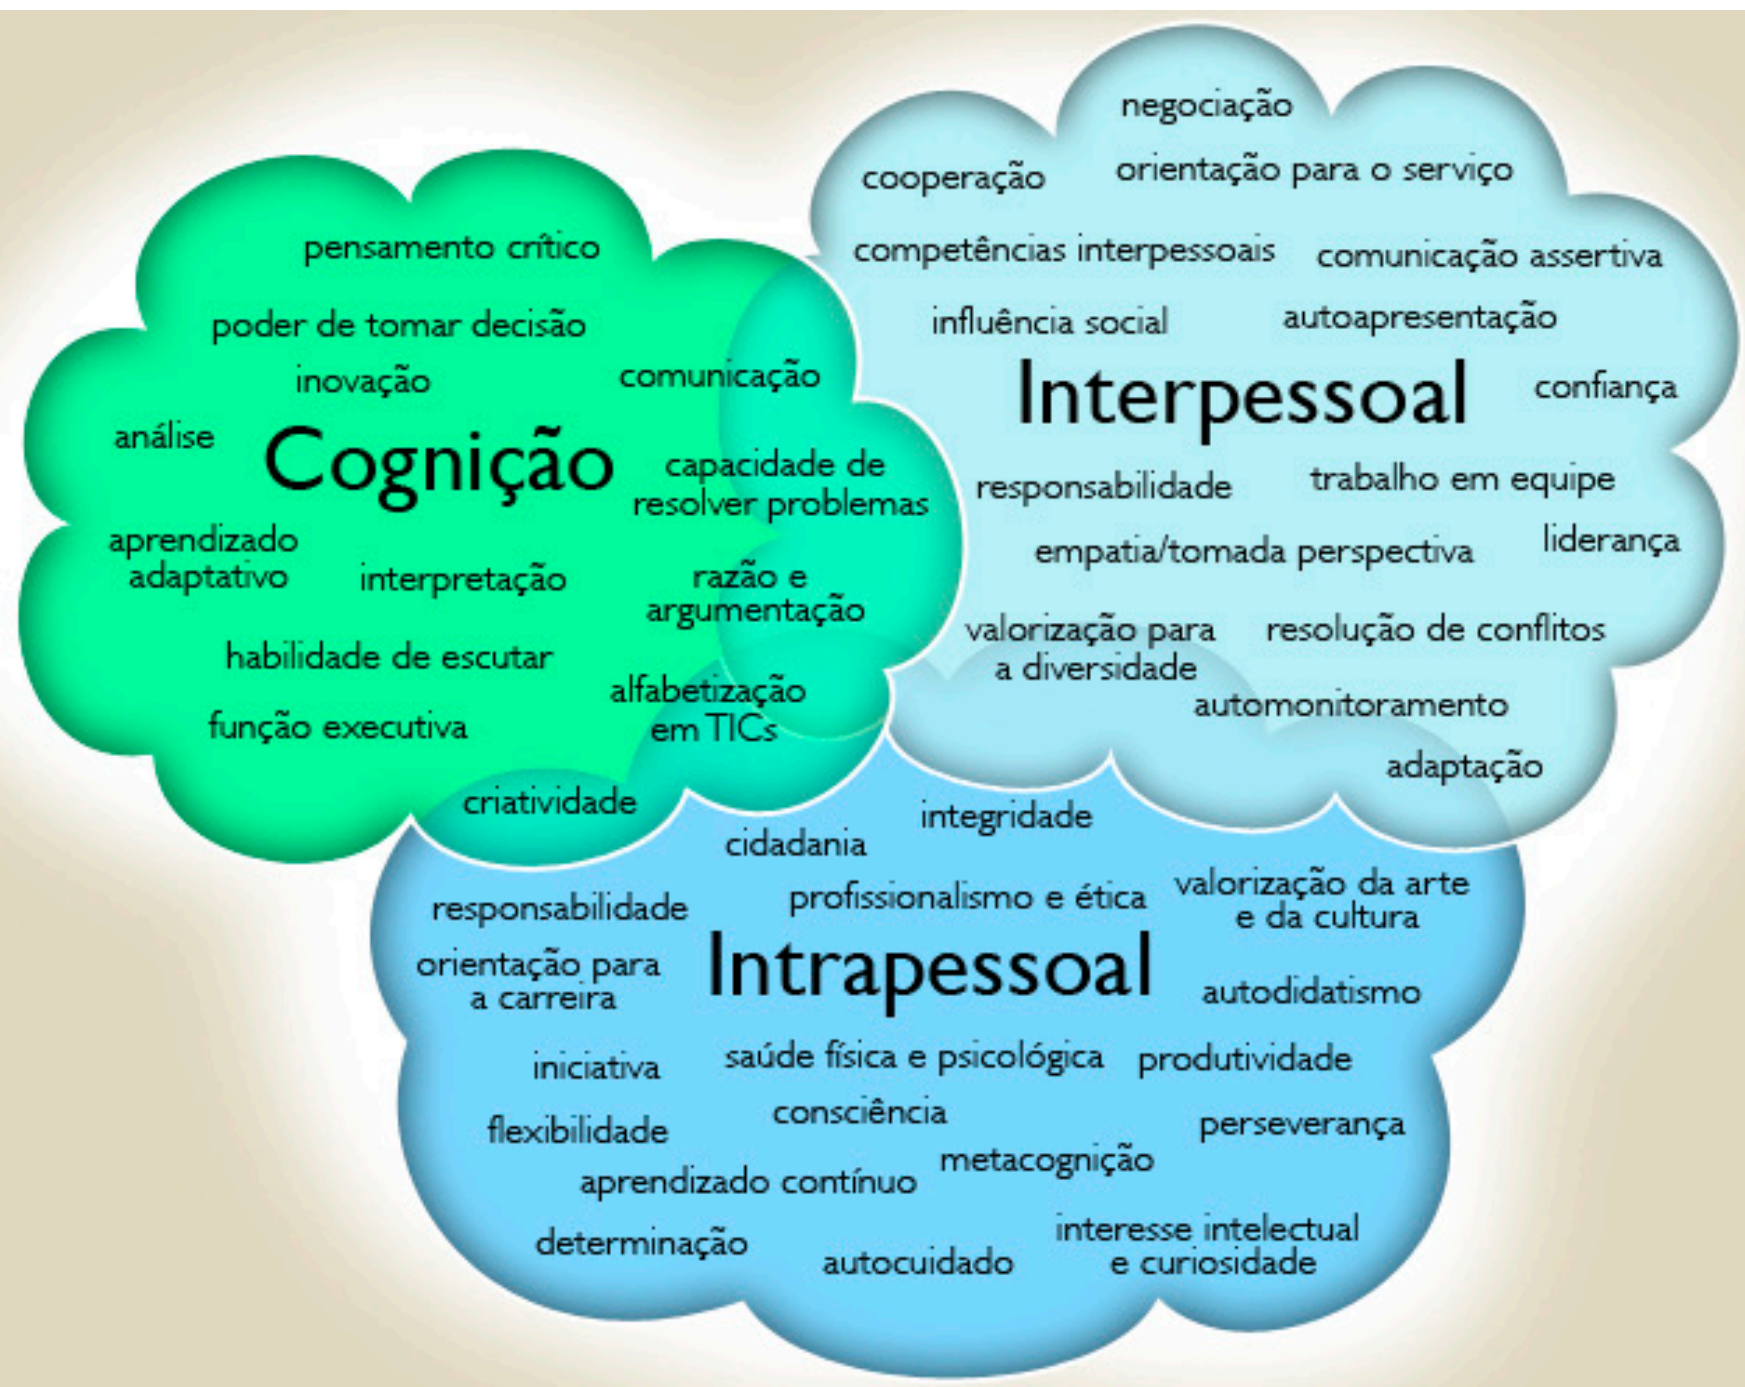 pensamento crítico
poder de tomar decisão
inovação
comunicação
análise
Cognição
capacidade de
resolver problemas
aprendizado
adaptativo
interpretação
razão e
argumentação
habilidade de escutar
alfabetização
em TICs
função executiva
criatividade
negociação
cooperação
orientação para o serviço
competências interpessoais
comunicação assertiva
influência social
autoapresentação
Interpessoal
confiança
responsabilidade
trabalho em equipe
empatia/tomada perspectiva
liderança
valorização para
a diversidade
resolução de conflitos
automonitoramento
adaptação
integridade
cidadania
responsabilidade
profissionalismo e ética
valorização da arte
e da cultura
orientação para
a carreira
Intrapessoal
autodidatismo
iniciativa
saúde física e psicológica
produtividade
flexibilidade
consciência
perseverança
aprendizado contínuo
metacognição
determinação
autocuidado
interesse intelectual
e curiosidade